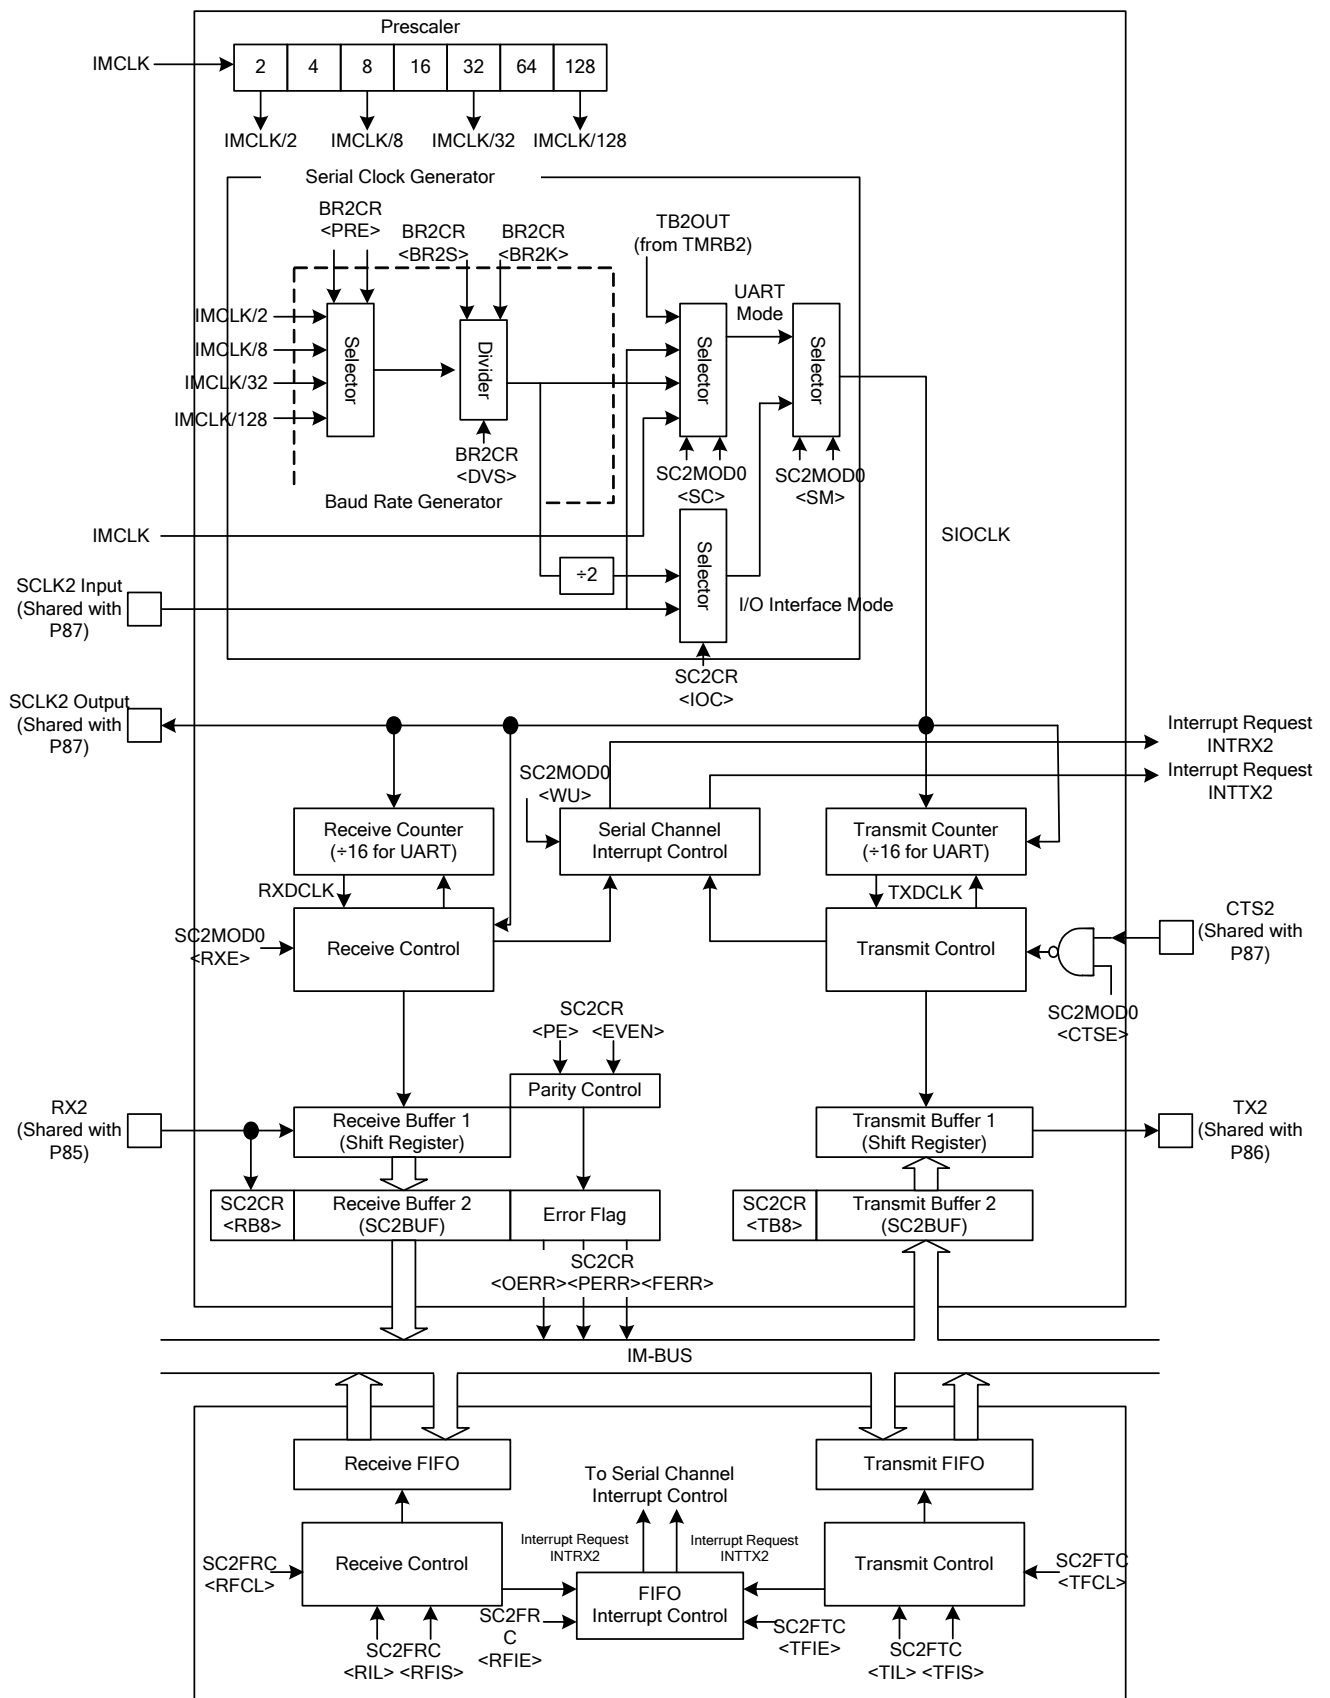 Prescaler
IMCLK
2 4 8 16 32 64 128
IMCLK/2 IMCLK/8 IMCLK/32 IMCLK/128
Serial Clock Generator
BR2CR
<PRE>
BR2CR
<BR2S>
BR2CR
<BR2K>
TB2OUT
(from TMRB2)
UART
Mode
IMCLK/2
IMCLK/8
IMCLK/32
IMCLK/128
Selector
Divider
Selector
Selector
BR2CR
<DVS>
SC2MOD0
<SC>
SC2MOD0
<SM>
Baud Rate Generator
IMCLK
SIOCLK
Selector
÷2
SCLK2 Input
(Shared with
P87)
I/O Interface Mode
SC2CR
<IOC>
SCLK2 Output
(Shared with
P87)
Interrupt Request
INTRX2
Interrupt Request
INTTX2
SC2MOD0
<WU>
Receive Counter
(÷16 for UART)
Serial Channel
Interrupt Control
Transmit Counter
(÷16 for UART)
RXDCLK
TXDCLK
SC2MOD0
<RXE>
Receive Control
Transmit Control
CTS2
(Shared with
P87)
SC2MOD0
<CTSE>
SC2CR
<PE> <EVEN>
Parity Control
RX2
(Shared with
P85)
Receive Buffer 1
(Shift Register)
Transmit Buffer 1
(Shift Register)
TX2
(Shared with
P86)
SC2CR
<RB8>
Receive Buffer 2
(SC2BUF)
Error Flag
SC2CR
<TB8>
Transmit Buffer 2
(SC2BUF)
SC2CR
<OERR><PERR><FERR>
IM-BUS
Receive FIFO
Transmit FIFO
To Serial Channel
Interrupt Control
Interrupt Request
INTRX2
Interrupt Request
INTTX2
SC2FRC
<RFCL>
Receive Control
Transmit Control
SC2FTC
<TFCL>
FIFO
Interrupt Control
SC2FR
C
<RFIE>
SC2FTC
<TFIE>
SC2FRC
<RIL> <RFIS>
SC2FTC
<TIL> <TFIS>